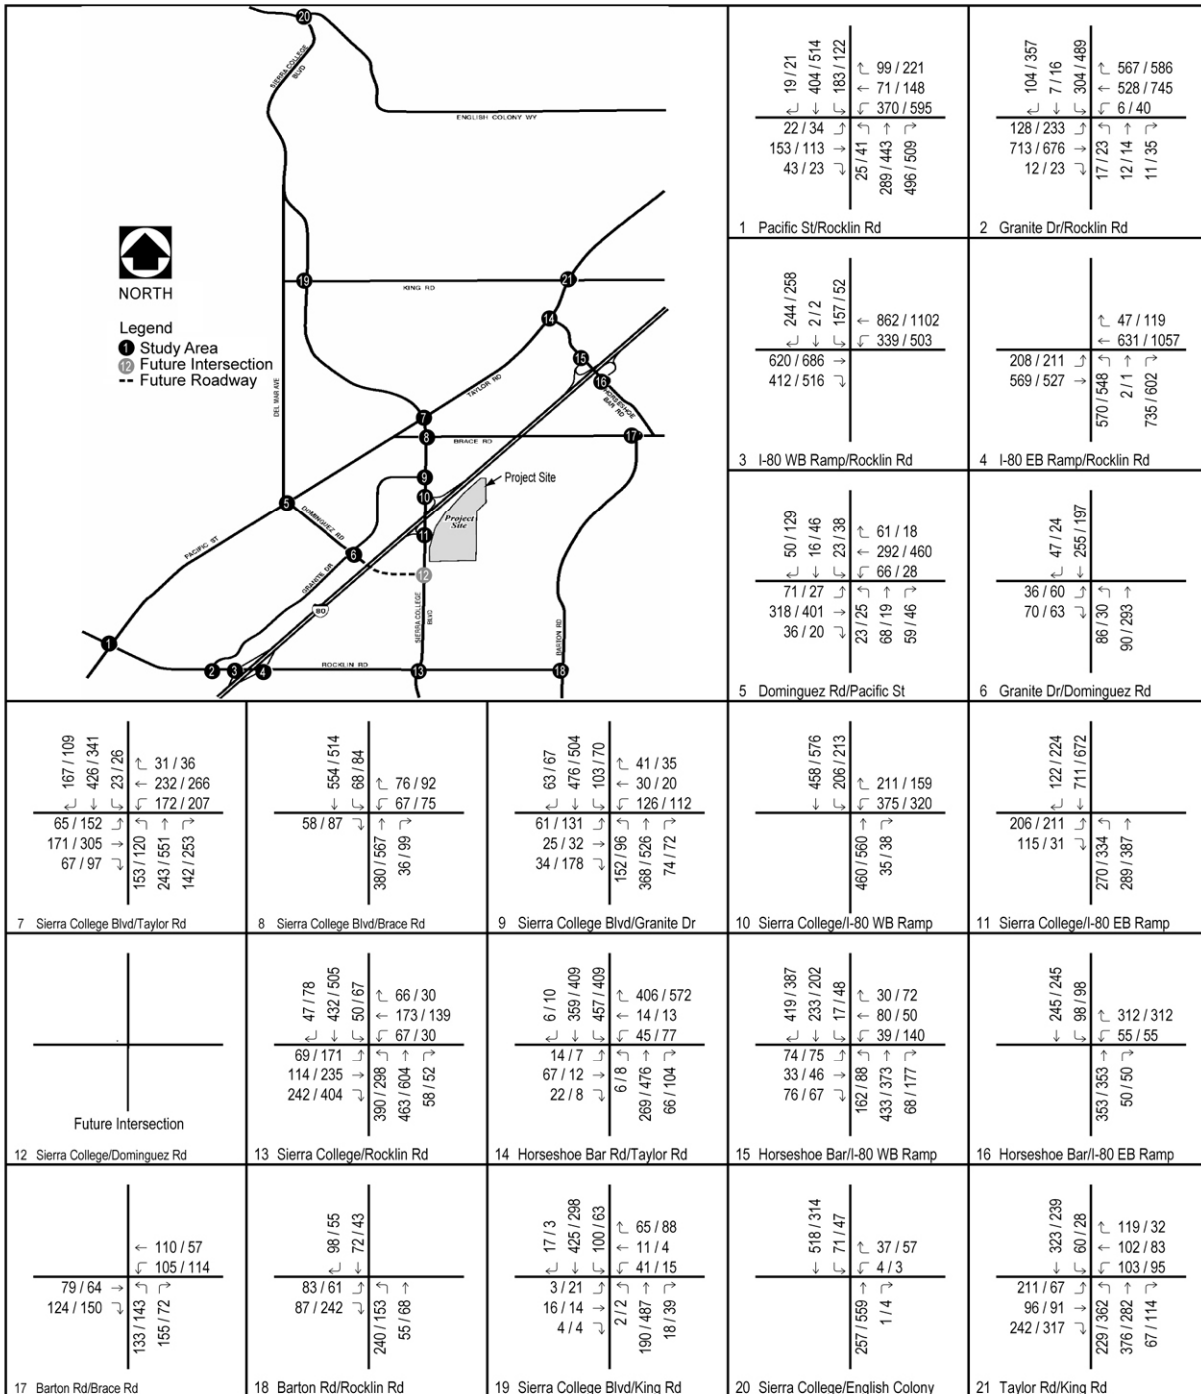 20
SIERRA COLLEGE
BLVD
ENGLISH COLONY WY
NORTH
Legend
1 Study Area
12 Future Intersection
Future Roadway
19
KING RD
21
14
15
16
HORSESHOE
BAR RD
DEL MAR AVE
TAYLOR RD
7
8
BRACE RD
17
9
10
Project Site
Project
Site
5
DOMINGUEZ RD
11
6
12
PACIFIC ST
GRANITE DR
80
SIERRA COLLEGE
BLVD
BARTON RD
1
2
3
4
ROCKLIN RD
13
18
19 / 21
404 / 514
183 / 122
99 / 221
71 / 148
370 / 595
22 / 34
153 / 113
43 / 23
25 / 41
289 / 443
496 / 509
1 Pacific St/Rocklin Rd
104 / 357
7 / 16
304 / 489
567 / 586
528 / 745
6 / 40
128 / 233
713 / 676
12 / 23
17 / 23
12 / 14
11 / 35
2 Granite Dr/Rocklin Rd
244 / 258
2 / 2
157 / 52
862 / 1102
339 / 503
620 / 686
412 / 516
3 I-80 WB Ramp/Rocklin Rd
47 / 119
631 / 1057
208 / 211
569 / 527
570 / 548
2 / 1
735 / 602
4 I-80 EB Ramp/Rocklin Rd
50 / 129
16 / 46
23 / 38
61 / 18
292 / 460
66 / 28
71 / 27
318 / 401
36 / 20
23 / 25
68 / 19
59 / 46
5 Dominguez Rd/Pacific St
47 / 24
255 / 197
36 / 60
70 / 63
86 / 30
90 / 293
6 Granite Dr/Dominguez Rd
167 / 109
426 / 341
23 / 26
31 / 36
232 / 266
172 / 207
65 / 152
171 / 305
67 / 97
153 / 120
243 / 551
142 / 253
7 Sierra College Blvd/Taylor Rd
554 / 514
68 / 84
76 / 92
67 / 75
58 / 87
380 / 567
36 / 99
8 Sierra College Blvd/Brace Rd
63 / 67
476 / 504
103 / 70
41 / 35
30 / 20
126 / 112
61 / 131
25 / 32
34 / 178
152 / 96
368 / 526
74 / 72
9 Sierra College Blvd/Granite Dr
458 / 576
206 / 213
211 / 159
375 / 320
460 / 560
35 / 38
10 Sierra College/I-80 WB Ramp
122 / 224
711 / 672
206 / 211
115 / 31
270 / 334
289 / 387
11 Sierra College/I-80 EB Ramp
Future Intersection
12 Sierra College/Dominguez Rd
47 / 78
432 / 505
50 / 67
66 / 30
173 / 139
67 / 30
69 / 171
114 / 235
242 / 404
390 / 298
463 / 604
58 / 52
13 Sierra College/Rocklin Rd
6 / 10
359 / 409
457 / 409
406 / 572
14 / 13
45 / 77
14 / 7
67 / 12
22 / 8
6 / 8
269 / 476
66 / 104
14 Horseshoe Bar Rd/Taylor Rd
419 / 387
233 / 202
17 / 48
30 / 72
80 / 50
39 / 140
74 / 75
33 / 46
76 / 67
162 / 88
433 / 373
68 / 177
15 Horseshoe Bar/I-80 WB Ramp
245 / 245
98 / 98
312 / 312
55 / 55
353 / 353
50 / 50
16 Horseshoe Bar/I-80 EB Ramp
110 / 57
105 / 114
79 / 64
124 / 150
133 / 143
155 / 72
17 Barton Rd/Brace Rd
98 / 55
72 / 43
83 / 61
87 / 242
240 / 153
55 / 68
18 Barton Rd/Rocklin Rd
17 / 3
425 / 298
100 / 63
65 / 88
11 / 4
41 / 15
3 / 21
16 / 14
4 / 4
2 / 2
190 / 487
18 / 39
19 Sierra College Blvd/King Rd
518 / 314
71 / 47
37 / 57
4 / 3
257 / 559
1 / 4
20 Sierra College/English Colony
323 / 239
60 / 28
119 / 32
102 / 83
103 / 95
211 / 67
96 / 91
242 / 317
229 / 362
376 / 282
67 / 114
21 Taylor Rd/King Rd